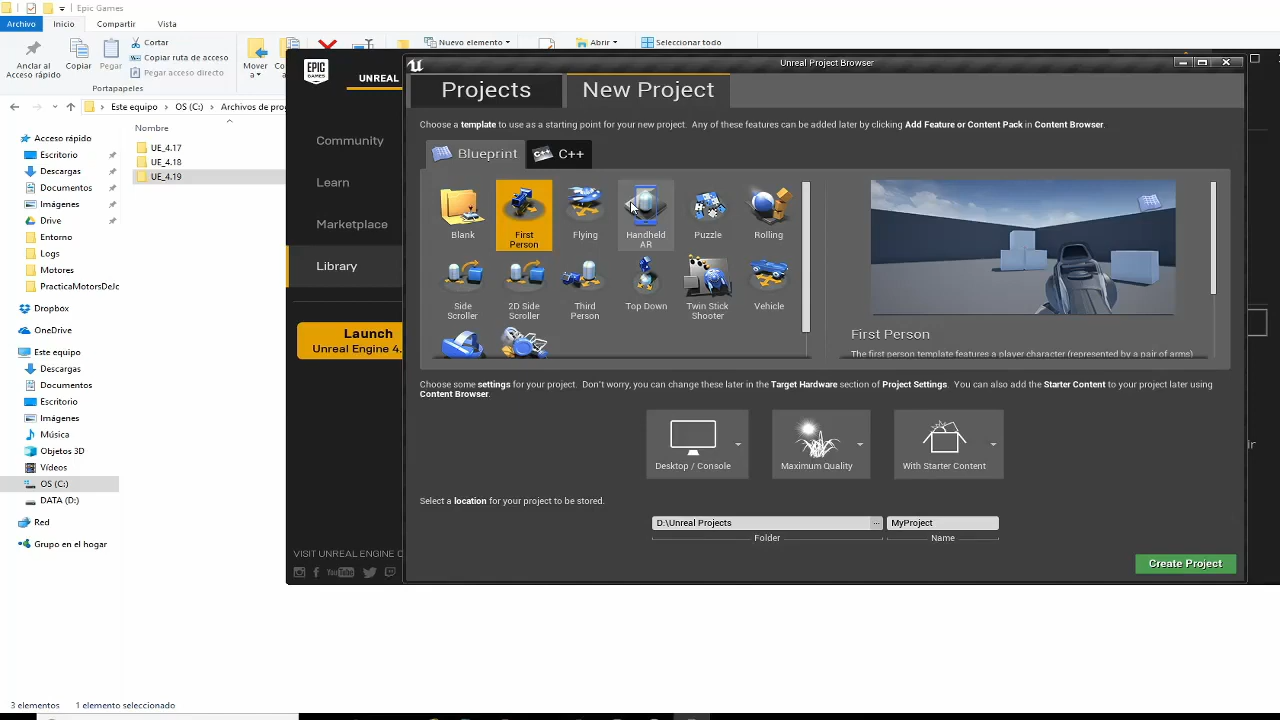 Epic Games
Archivo
Inicio
Compartir
Vista
Anclar al
Acceso rápido
Copiar
Pegar
Cortar
Copiar ruta de acceso
Pegar acceso directo
Portapapeles
Mover
a
Nuevo elemento
Abrir
Seleccionar todo
Este equipo
OS (C:)
Nombre
UE_4.17
UE_4.18
UE_4.19
Acceso rápido
Escritorio
Descargas
Documentos
Imágenes
Drive
Entorno
Logs
Motores
Dropbox
OneDrive
Este equipo
Descargas
Documentos
Escritorio
Imágenes
Música
Objetos 3D
Vídeos
OS (C:)
DATA (D:)
Red
Grupo en el hogar
3 elementos
1 elemento seleccionado
EPIC
GAMES
UNREAL
Community
Learn
Marketplace
Library
Launch
Unreal Engine 4.
VISIT UNREAL ENGINE
YouTube
Unreal Project Browser
Projects
New Project
Choose a template to use as a starting point for your new project. Any of these features can be added later by clicking Add Feature or Content Pack in Content Browser.
Blueprint
C++
Blank
First
Person
Flying
Handheld
AR
Puzzle
Rolling
Side
Scroller
2D Side
Scroller
Third
Person
Top Down
Twin Stick
Shooter
Vehicle
First Person
The first person template features a player character (represented by a pair of arms)
Choose some settings for your project. Don't worry, you can change these later in the Target Hardware section of Project Settings. You can also add the Starter Content to your project later using
Content Browser.
Desktop / Console
Maximum Quality
With Starter Content
Select a location for your project to be stored.
D:\Unreal Projects
...
MyProject
Folder
Name
Create Project